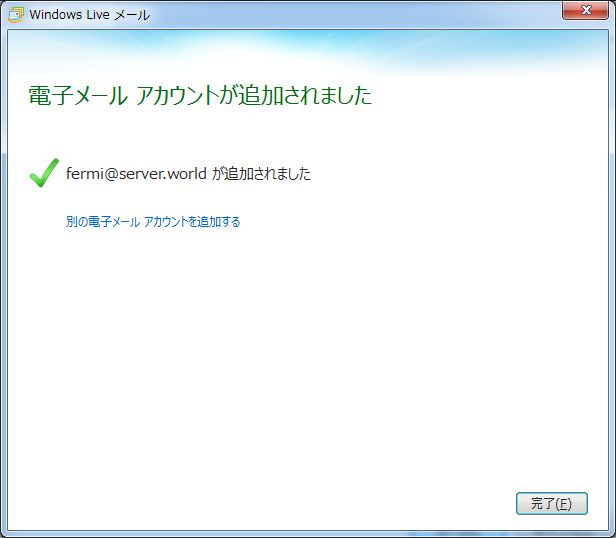 Windows Live メール
電子メール アカウントが追加されました
fermi@server.world が追加されました
別の電子メール アカウントを追加する
完了(F)